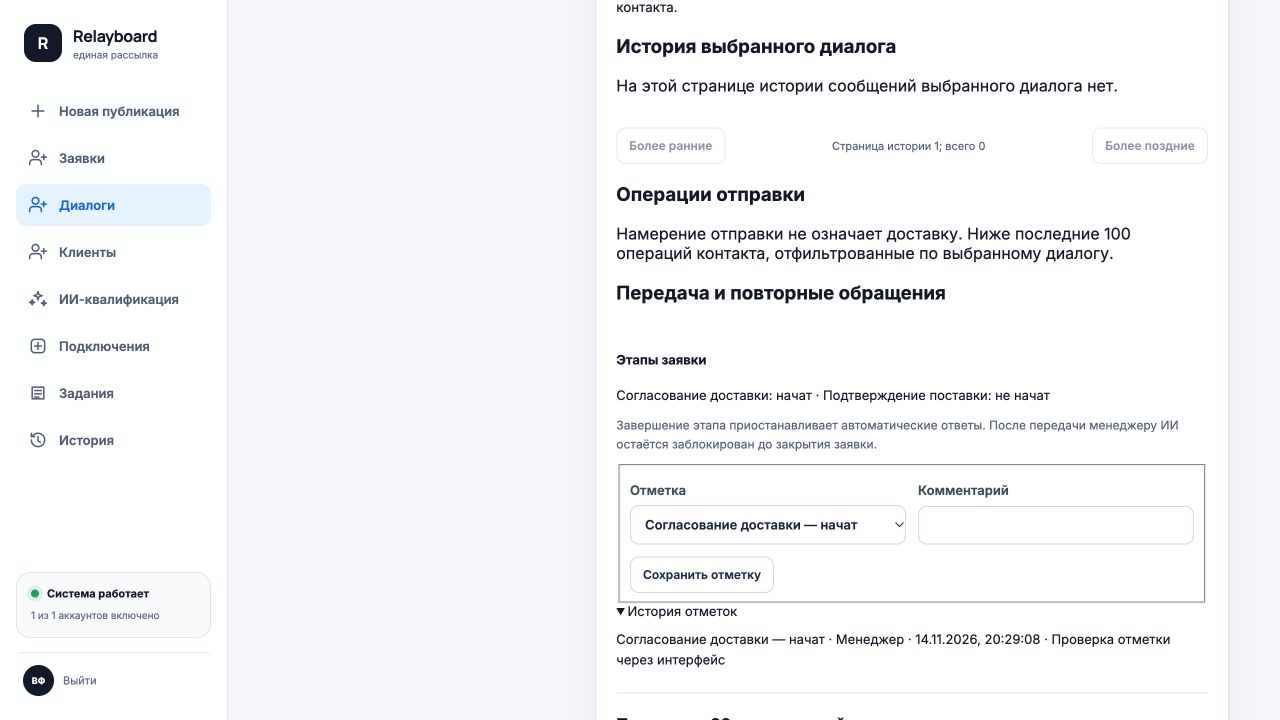 R
Relayboard
единая рассылка
Новая публикация
Заявки
Диалоги
Клиенты
ИИ-квалификация
Подключения
Задания
История
Система работает
1 из 1 аккаунтов включено
ВФ
Выйти
контакта.
История выбранного диалога
На этой странице истории сообщений выбранного диалога нет.
Более ранние
Страница истории 1; всего 0
Более поздние
Операции отправки
Намерение отправки не означает доставку. Ниже последние 100
операций контакта, отфильтрованные по выбранному диалогу.
Передача и повторные обращения
Этапы заявки
Согласование доставки: начат · Подтверждение поставки: не начат
Завершение этапа приостанавливает автоматические ответы. После передачи менеджеру ИИ
остаётся заблокирован до закрытия заявки.
Отметка
Комментарий
Согласование доставки — начат
Сохранить отметку
История отметок
Согласование доставки — начат · Менеджер · 14.11.2026, 20:29:08 · Проверка отметки
через интерфейс